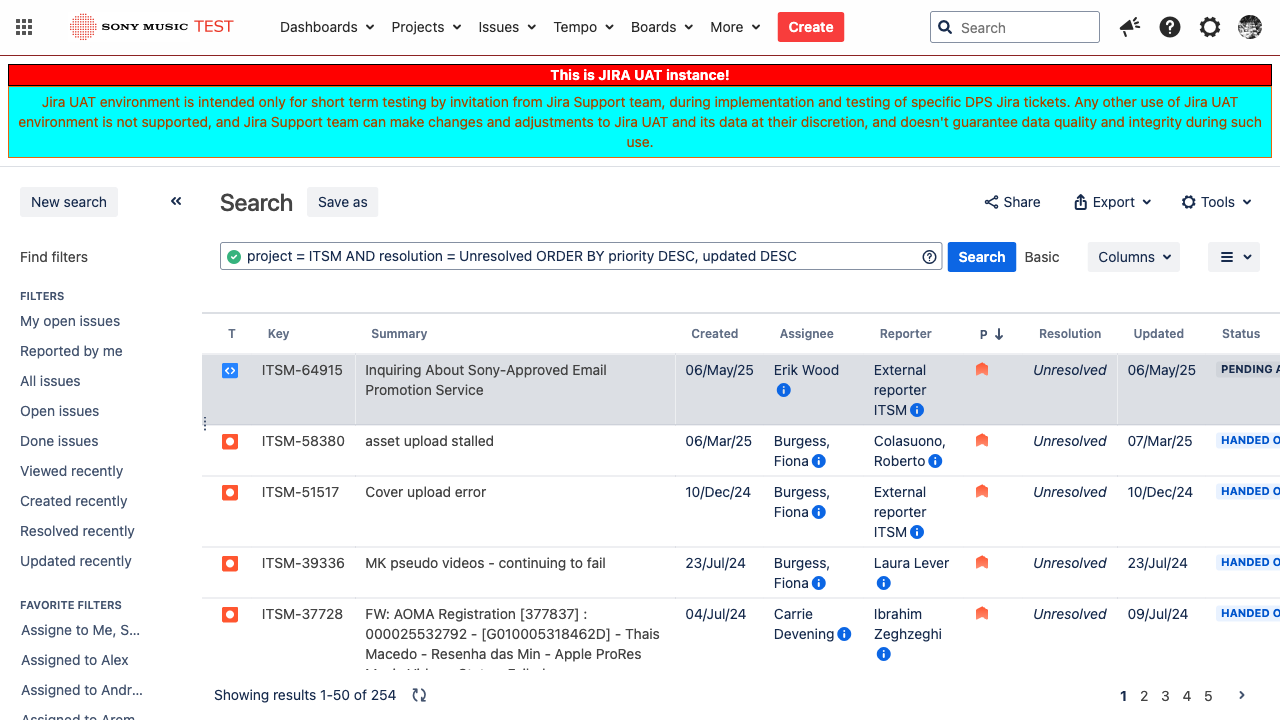 SONY MUSIC TEST
Dashboards Projects Issues Tempo Boards More Create Search
This is JIRA UAT instance!
Jira UAT environment is intended only for short term testing by invitation from Jira Support team, during implementation and testing of specific DPS Jira tickets. Any other use of Jira UAT
environment is not supported, and Jira Support team can make changes and adjustments to Jira UAT and its data at their discretion, and doesn't guarantee data quality and integrity during such
use.
New search
Find filters
FILTERS
My open issues
Reported by me
All issues
Open issues
Done issues
Viewed recently
Created recently
Resolved recently
Updated recently
FAVORITE FILTERS
Assigne to Me, S...
Assigned to Alex
Assigned to Andr...
Search Save as Share Export Tools
project = ITSM AND resolution = Unresolved ORDER BY priority DESC, updated DESC
Search Basic Columns
T Key Summary Created Assignee Reporter P Resolution Updated Status
ITSM-64915 Inquiring About Sony-Approved Email 06/May/25 Erik Wood External Unresolved 06/May/25 PENDING A
Promotion Service reporter
ITSM
ITSM-58380 asset upload stalled 06/Mar/25 Burgess, Colasuono, Unresolved 07/Mar/25 HANDED O
Fiona Roberto
ITSM-51517 Cover upload error 10/Dec/24 Burgess, External Unresolved 10/Dec/24 HANDED O
Fiona reporter
ITSM
ITSM-39336 MK pseudo videos - continuing to fail 23/Jul/24 Burgess, Laura Lever Unresolved 23/Jul/24 HANDED O
Fiona
ITSM-37728 FW: AOMA Registration [377837] : 04/Jul/24 Carrie Ibrahim Unresolved 09/Jul/24 HANDED O
000025532792 - [G010005318462D] - Thais Devening Zeghzeghi
Macedo - Resenha das Min - Apple ProRes
Showing results 1-50 of 254
1 2 3 4 5